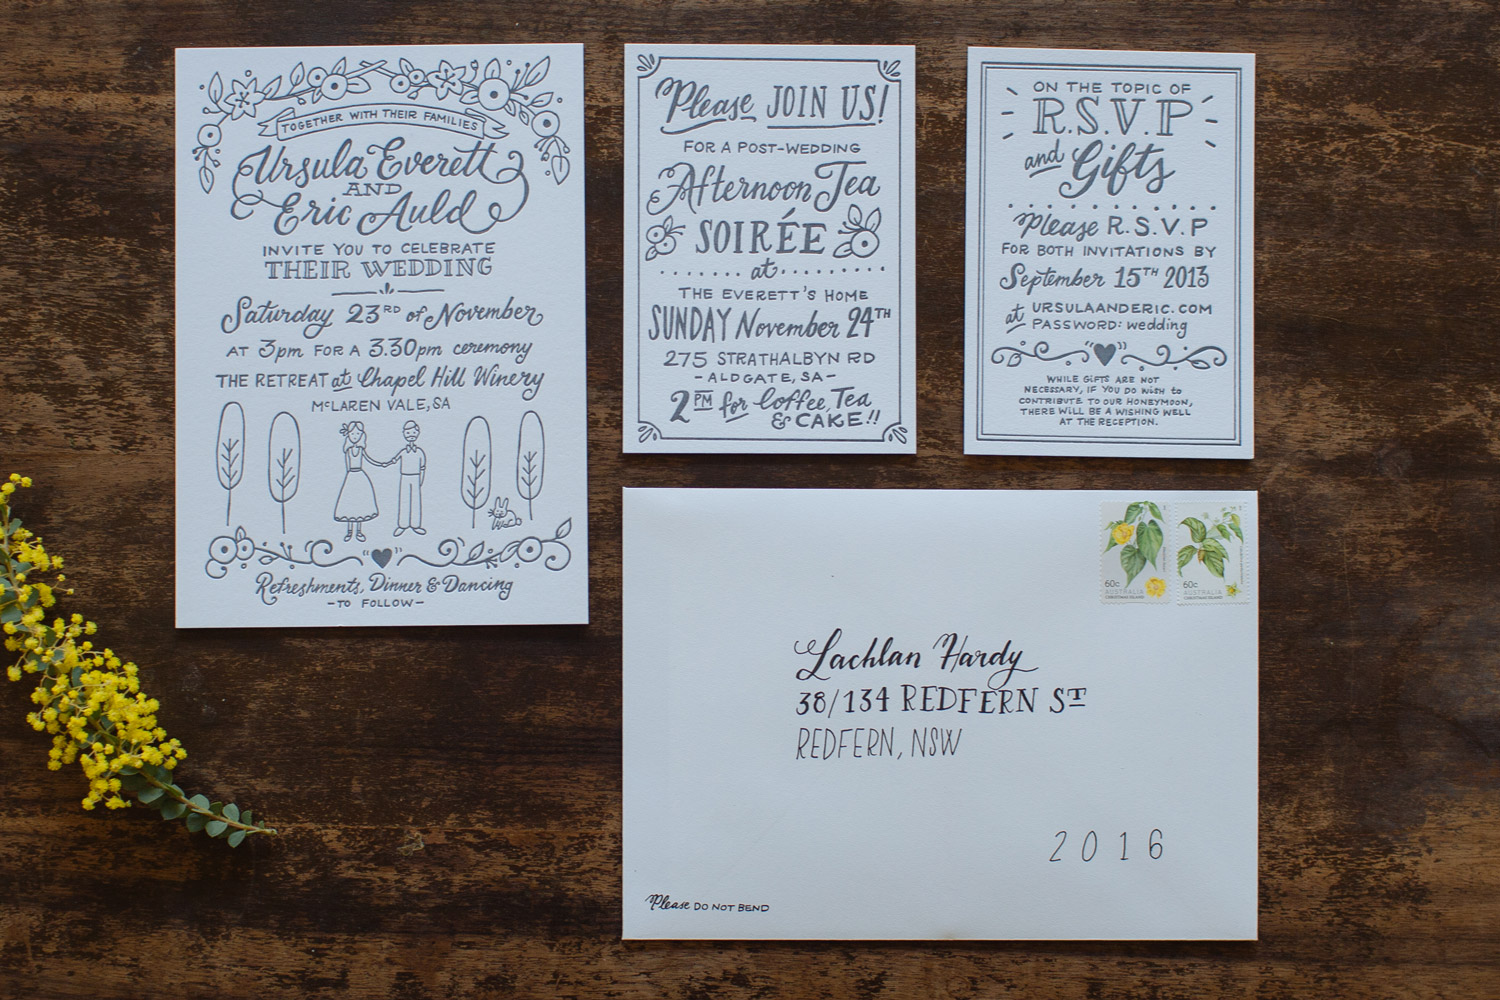 TOGETHER WITH THEIR FAMILIES
Ursula Everett
AND
Eric Auld
INVITE YOU TO CELEBRATE
THEIR WEDDING
Saturday 23RD of November
AT 3pm FOR A 3.30pm ceremony
THE RETREAT at Chapel Hill Winery
McLAREN VALE, SA
Refreshments, Dinner & Dancing
-TO FOLLOW-
Please JOIN US!
FOR A POST-WEDDING
Afternoon Tea
SOIRÉE
at
THE EVERETT'S HOME
SUNDAY November 24TH
275 STRATHALBYN RD
-ALDGATE, SA-
2PM for Coffee, Tea
& CAKE!!
ON THE TOPIC OF
R.S.V.P
and Gifts
Please R.S.V.P
FOR BOTH INVITATIONS BY
September 15TH 2013
at URSULAANDERIC.COM
PASSWORD: wedding
WHILE GIFTS ARE NOT
NECESSARY, IF YOU DO WISH to
CONTRIBUTE TO OUR HONEYMOON,
THERE WILL BE A WISHING WELL
AT THE RECEPTION.
60c
AUSTRALIA
CHRISTMAS ISLAND
60c
AUSTRALIA
CHRISTMAS ISLAND
Lachlan Hardy
38/134 REDFERN ST
REDFERN, NSW
2016
Please DO NOT BEND